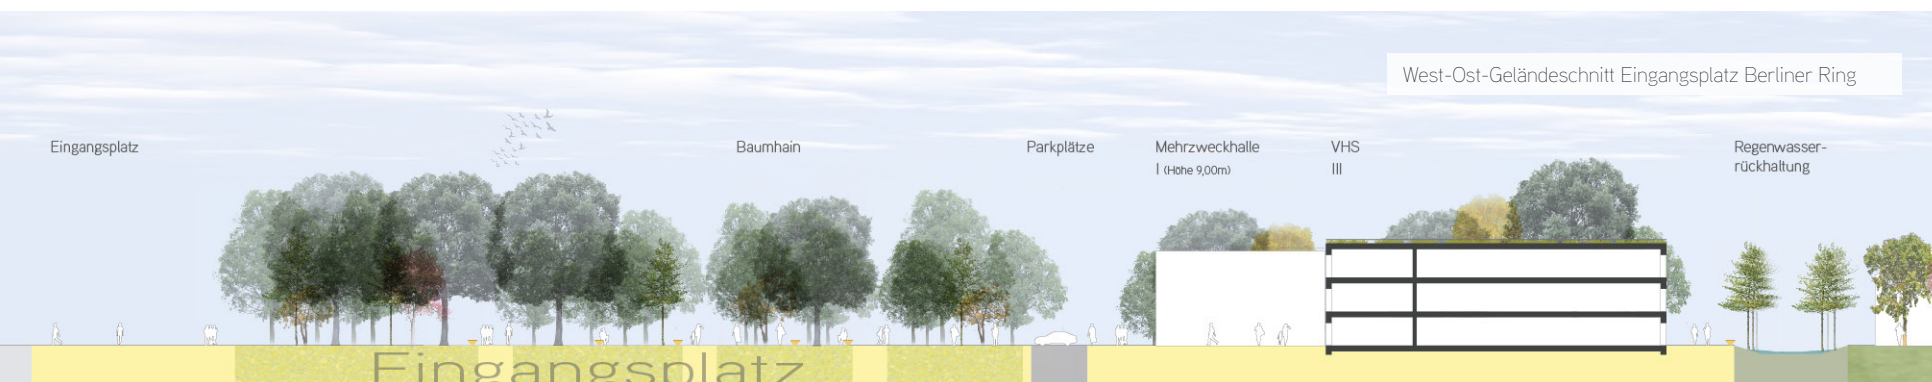 West-Ost-Geländeschnitt Eingangsplatz Berliner Ring
Eingangsplatz
Baumhain
Parkplätze
Mehrzweckhalle
I (Höhe 9,00m)
VHS
III
Regenwasser-
rückhaltung
Eingangsplatz